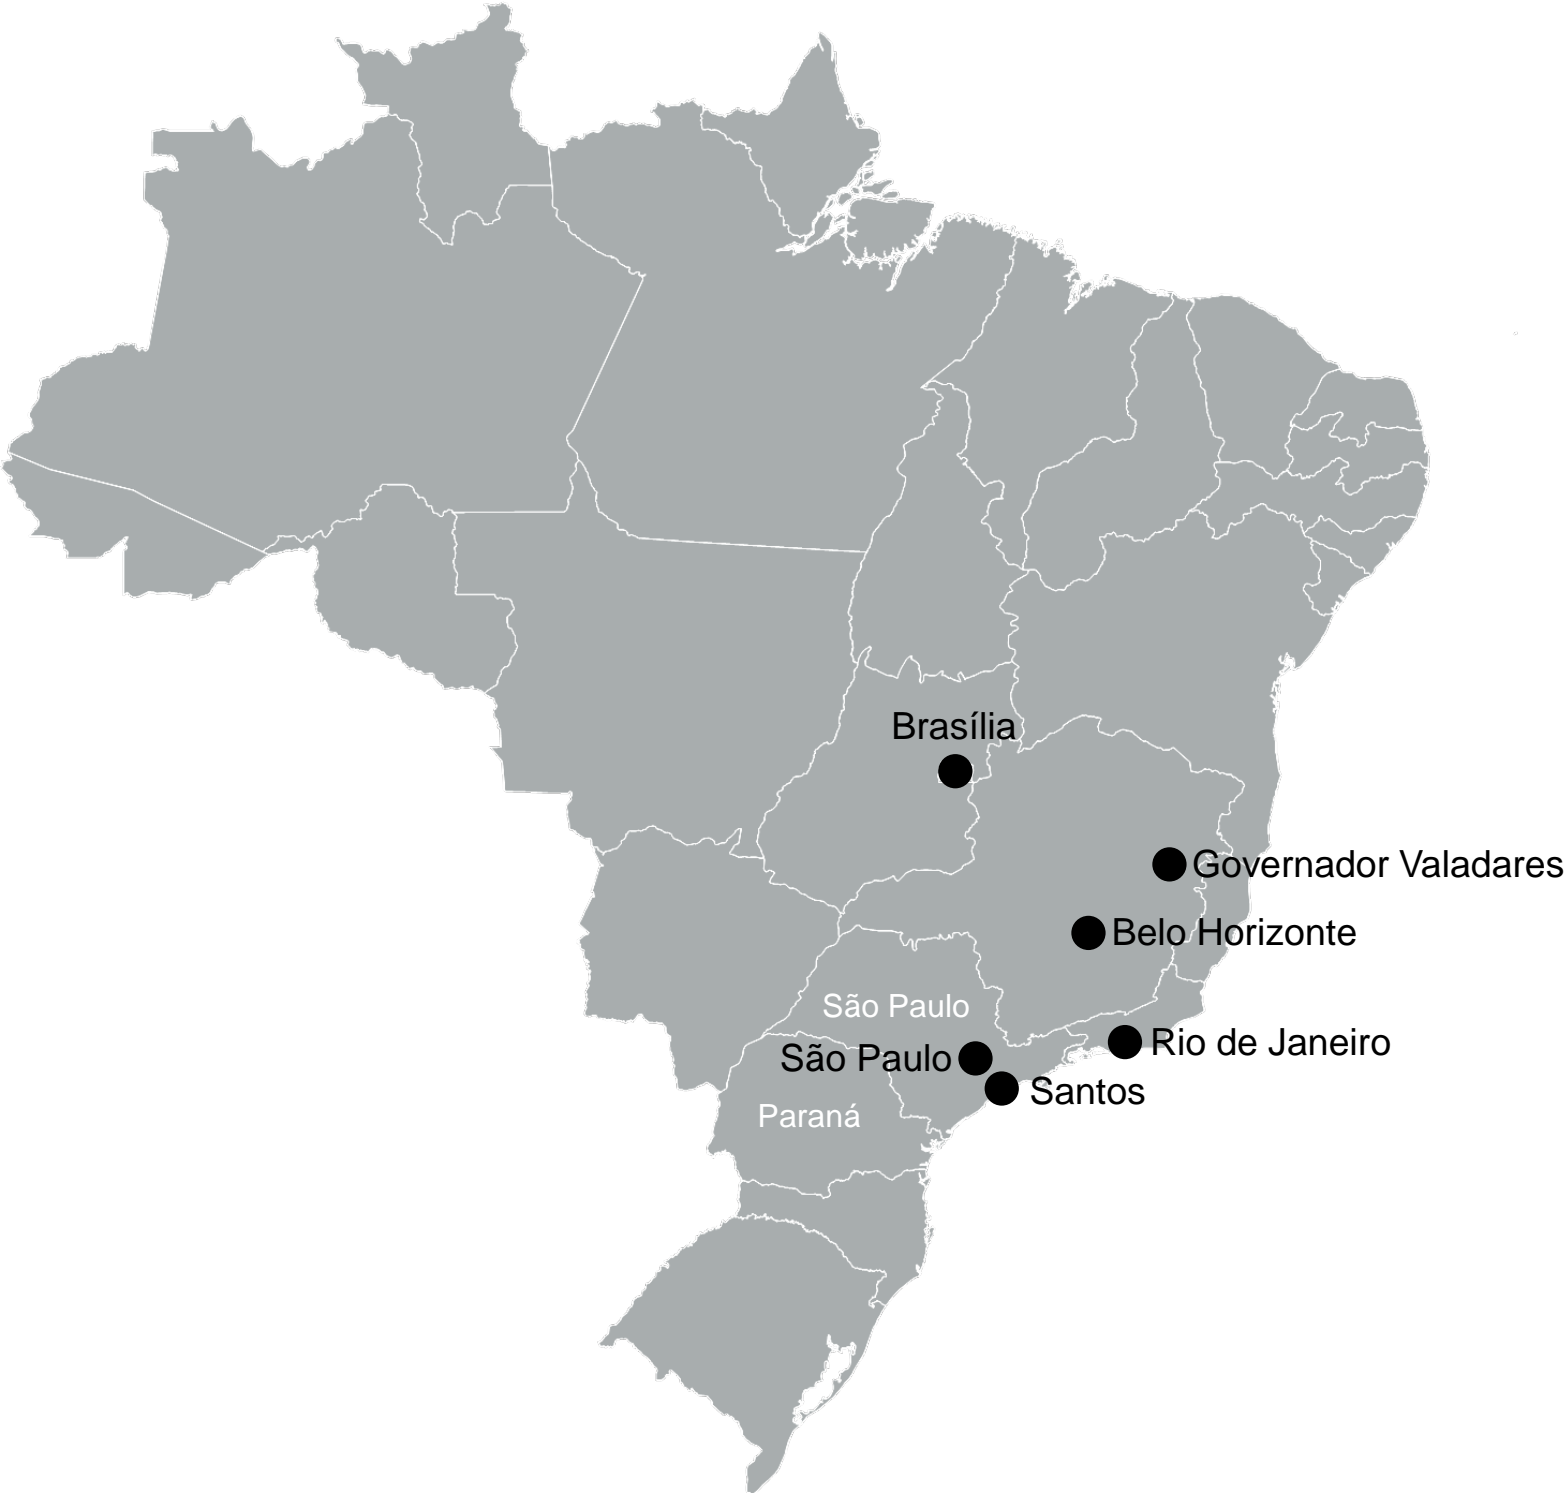 Brasília
Governador Valadares
Belo Horizonte
São Paulo
Rio de Janeiro
São Paulo
Santos
Paraná